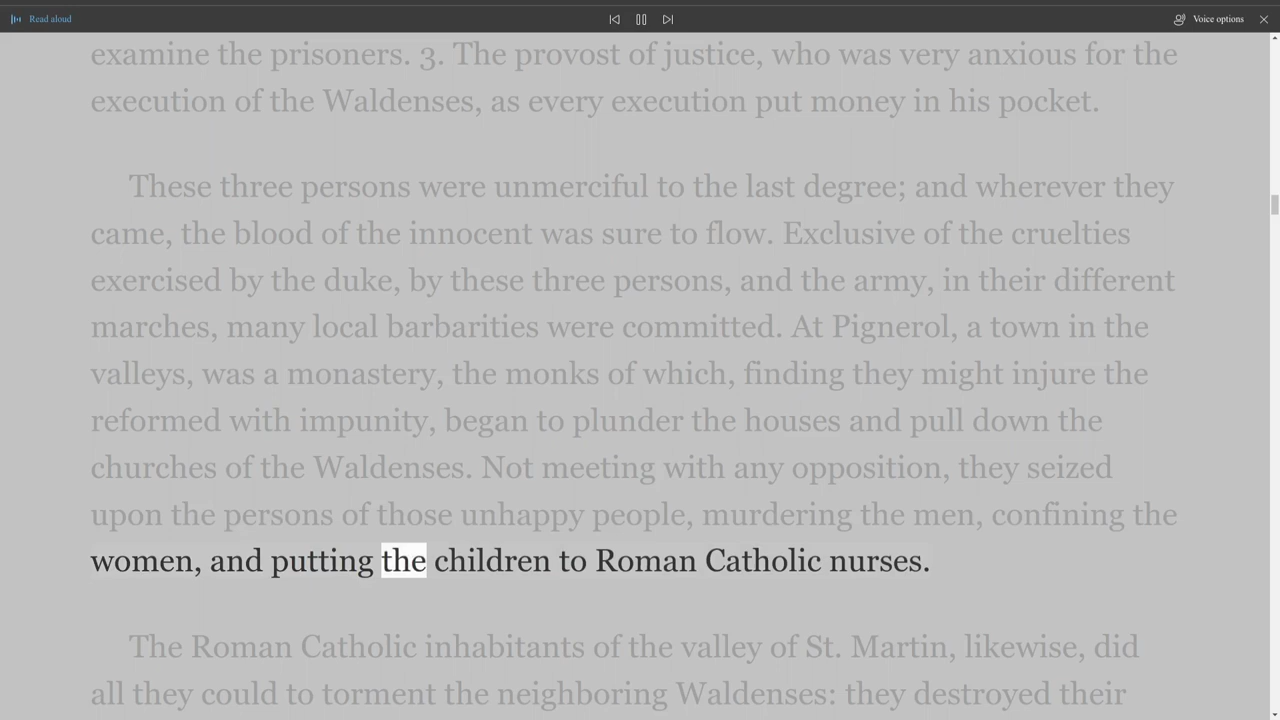 Read aloud
Voice options
examine the prisoners. 3. The provost of justice, who was very anxious for the
execution of the Waldenses, as every execution put money in his pocket.
These three persons were unmerciful to the last degree; and wherever they
came, the blood of the innocent was sure to flow. Exclusive of the cruelties
exercised by the duke, by these three persons, and the army, in their different
marches, many local barbarities were committed. At Pignerol, a town in the
valleys, was a monastery, the monks of which, finding they might injure the
reformed with impunity, began to plunder the houses and pull down the
churches of the Waldenses. Not meeting with any opposition, they seized
upon the persons of those unhappy people, murdering the men, confining the
women, and putting the children to Roman Catholic nurses.
The Roman Catholic inhabitants of the valley of St. Martin, likewise, did
all they could to torment the neighboring Waldenses: they destroyed their